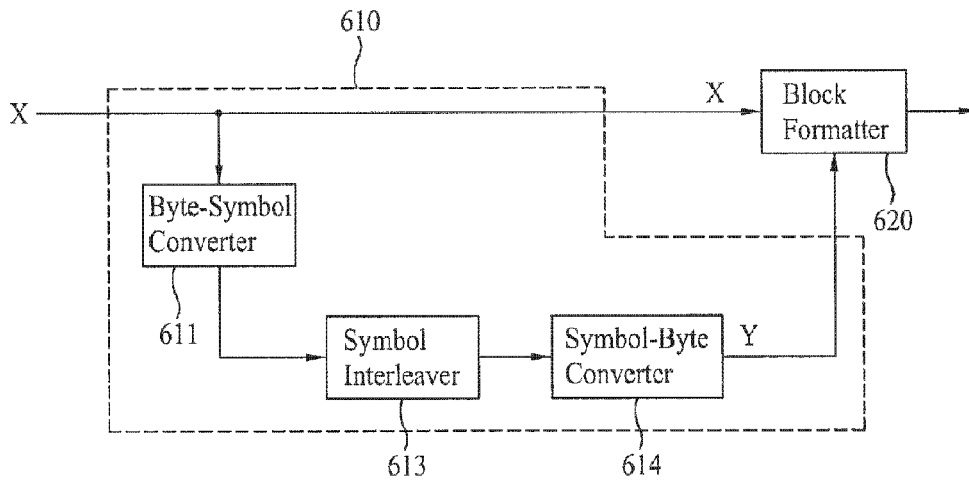 610
X
X
Block
Formatter
620
Byte-Symbol
Converter
611
Symbol
Interleaver
613
Symbol-Byte
Converter
614
Y